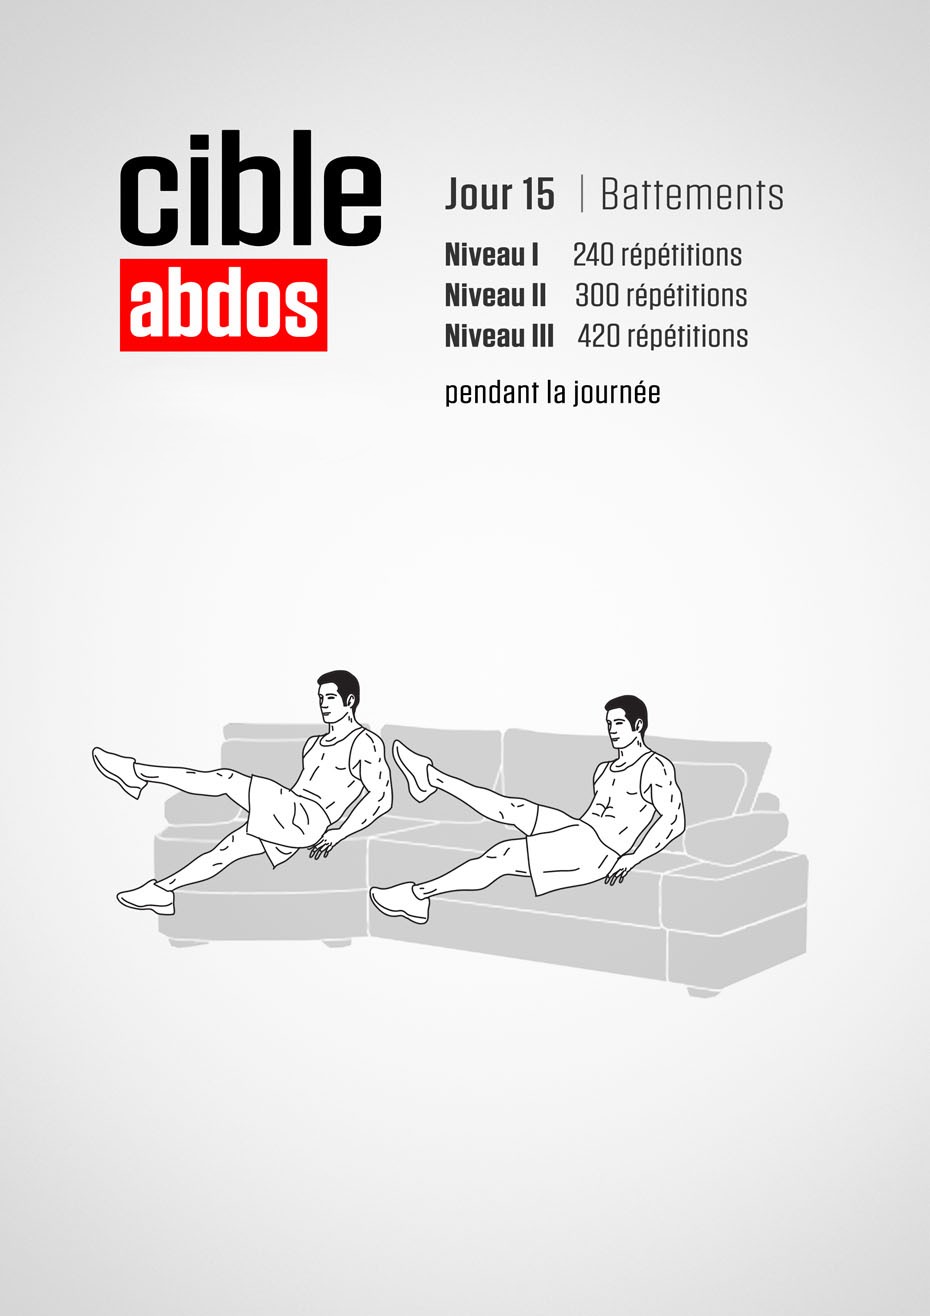 cible
abdos
Jour 15 | Battements
Niveau I 240 répétitions
Niveau II 300 répétitions
Niveau III 420 répétitions
pendant la journée